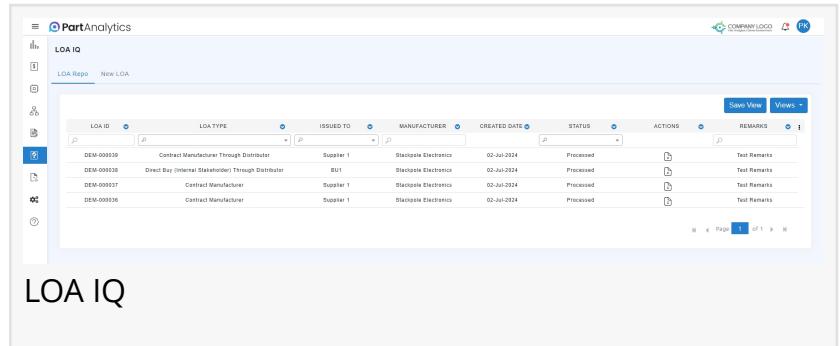 PartAnalytics
COMPANY LOGO
PK
LOA IQ
LOA Repo New LOA
Save View Views
LOA ID LOA TYPE ISSUED TO MANUFACTURER CREATED DATE STATUS ACTIONS REMARKS
DEM-000039 Contract Manufacturer Through Distributor Supplier 1 Stackpole Electronics 02-Jul-2024 Processed Test Remarks
DEM-000038 Direct Buy (Internal Stakeholder) Through Distributor BU1 Stackpole Electronics 02-Jul-2024 Processed Test Remarks
DEM-000037 Contract Manufacturer Supplier 1 Stackpole Electronics 02-Jul-2024 Processed Test Remarks
DEM-000036 Contract Manufacturer Supplier 1 Stackpole Electronics 02-Jul-2024 Processed Test Remarks
Page 1 of 1
LOA IQ